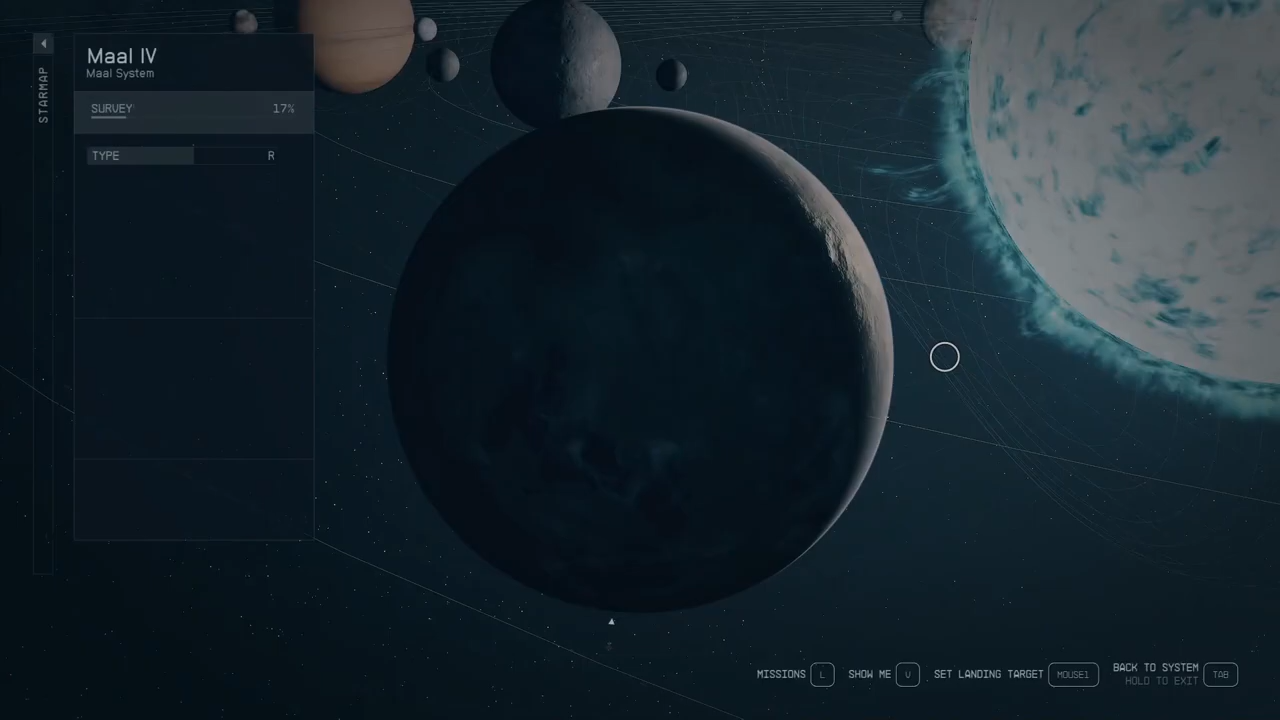 Maal IV
Maal System
STARMAP
SURVEY 17%
TYPE R
MISSIONS L SHOW ME V SET LANDING TARGET MOUSE1 BACK TO SYSTEM TAB
HOLD TO EXIT